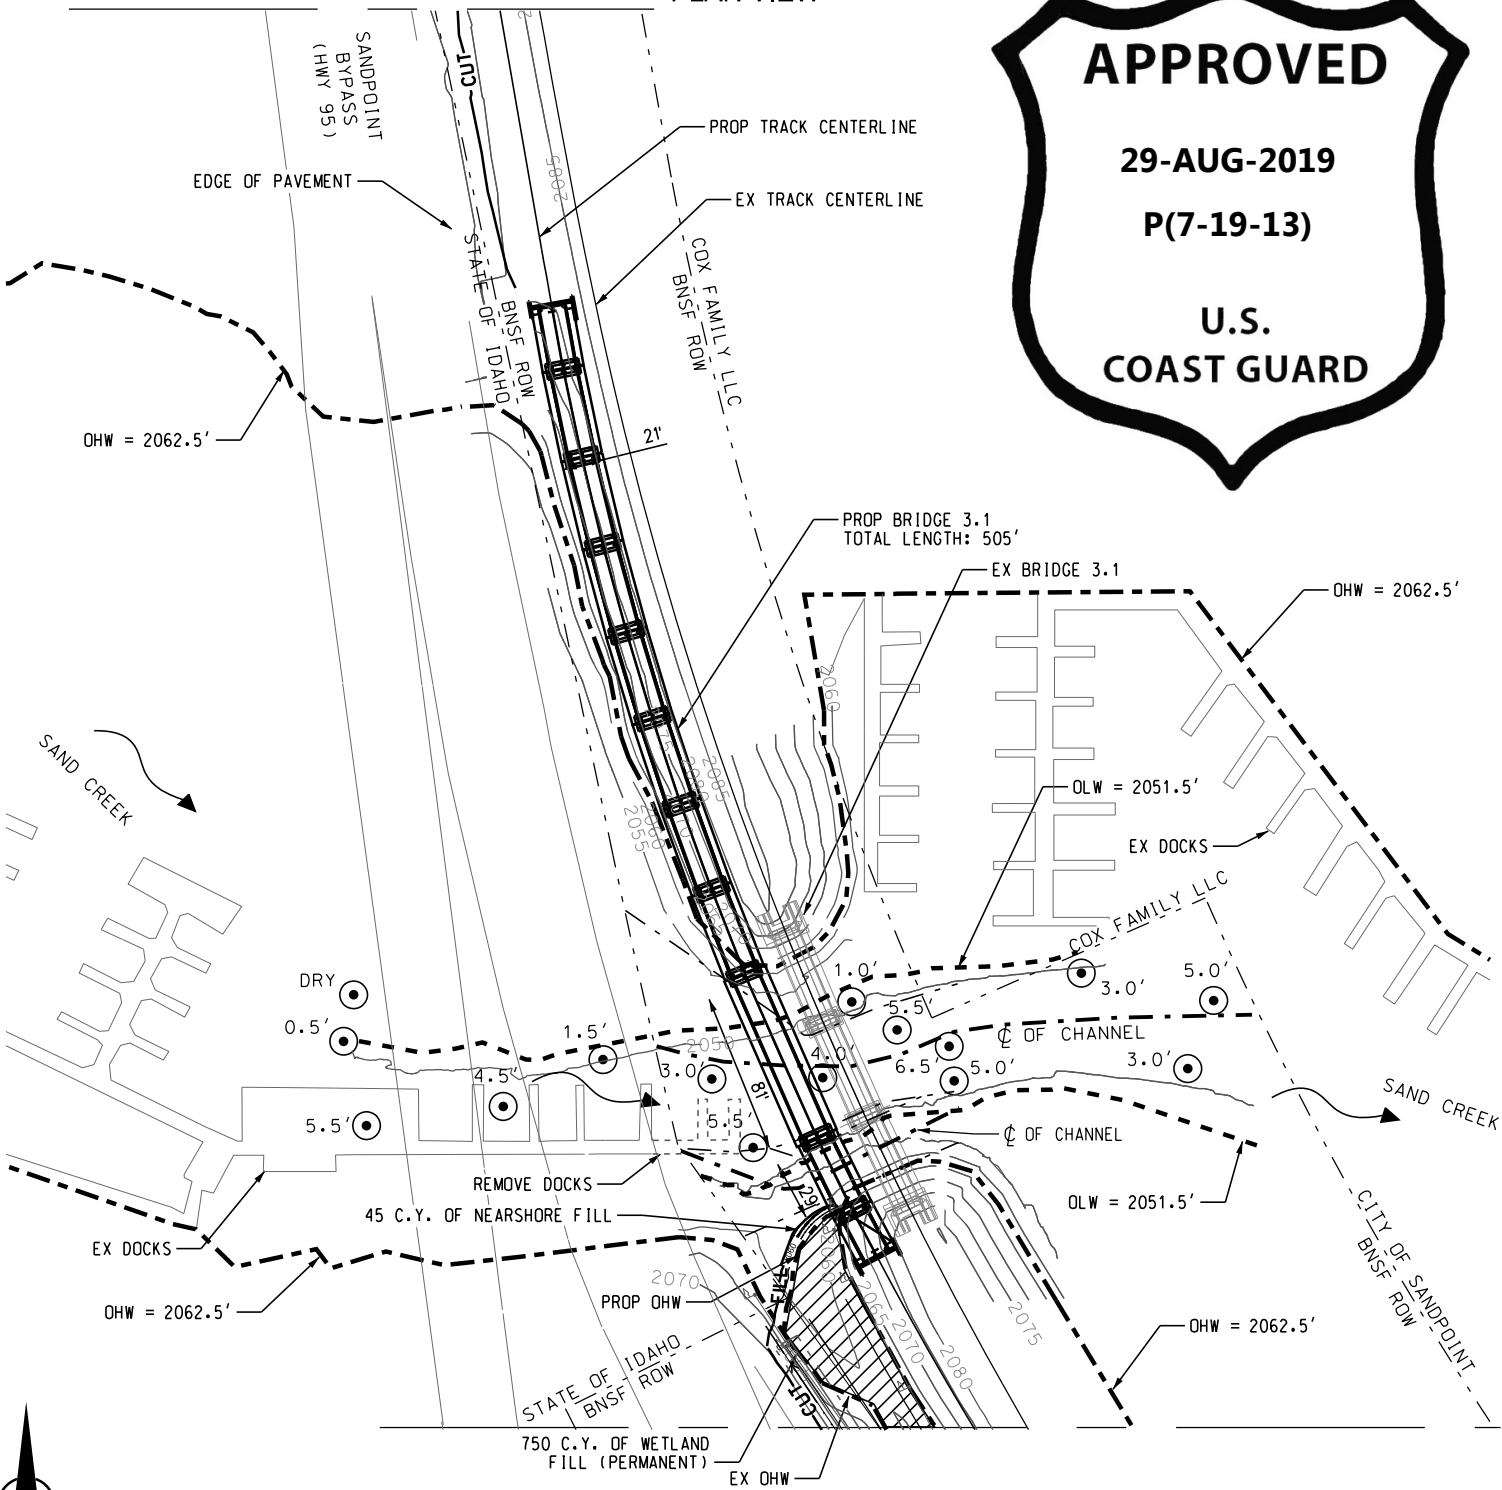 APPROVED
29-AUG-2019
P(7-19-13)
U.S.
COAST GUARD
SANDPOINT
BYPASS
(HWY 95)
CUT
PROP TRACK CENTERLINE
2085
EDGE OF PAVEMENT
EX TRACK CENTERLINE
STATE OF IDAHO
BNSF ROW
COX FAMILY LLC
BNSF ROW
OHW = 2062.5'
21'
PROP BRIDGE 3.1
TOTAL LENGTH: 505'
EX BRIDGE 3.1
OHW = 2062.5'
2060
SAND CREEK
2085
2080
2070
2060
2055
OLW = 2051.5'
EX DOCKS
COX FAMILY LLC
DRY
0.5'
1.5'
1.0'
5.5'
3.0'
5.0'
℄ OF CHANNEL
2050
4.0'
6.5'
5.0'
3.0'
3.0'
4.5'
81'
5.5'
5.5'
SAND CREEK
℄ OF CHANNEL
REMOVE DOCKS
29'
45 C.Y. OF NEARSHORE FILL
OLW = 2051.5'
EX DOCKS
CITY OF SANDPOINT
BNSF ROW
2070
FILL
2080
2060
2065
2070
2080
2075
PROP OHW
OHW = 2062.5'
OHW = 2062.5'
STATE OF IDAHO
BNSF ROW
CUT
750 C.Y. OF WETLAND
FILL (PERMANENT)
EX OHW